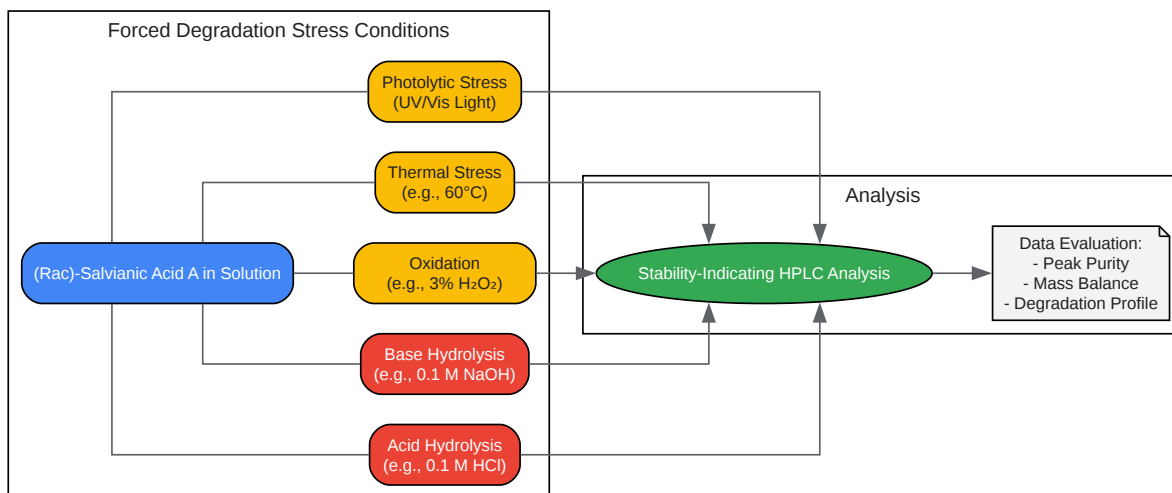 Forced Degradation Stress Conditions
Photolytic Stress
(UV/Vis Light)
Thermal Stress
(e.g., 60°C)
(Rac)-Salvianic Acid A in Solution
Oxidation
(e.g., 3% H₂O₂)
Base Hydrolysis
(e.g., 0.1 M NaOH)
Acid Hydrolysis
(e.g., 0.1 M HCl)
Analysis
Stability-Indicating HPLC Analysis
Data Evaluation:
- Peak Purity
- Mass Balance
- Degradation Profile